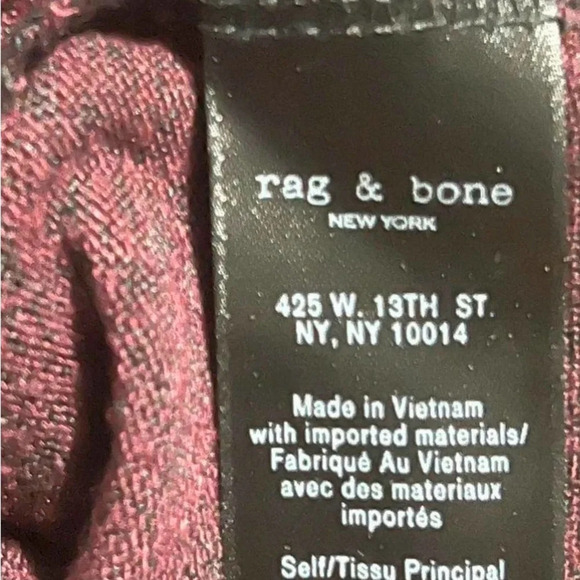 rag & bone
NEW YORK
425 W. 13TH ST.
NY, NY 10014
Made in Vietnam
with imported materials/
Fabriqué Au Vietnam
avec des materiaux
importés
Self/Tissu Principal